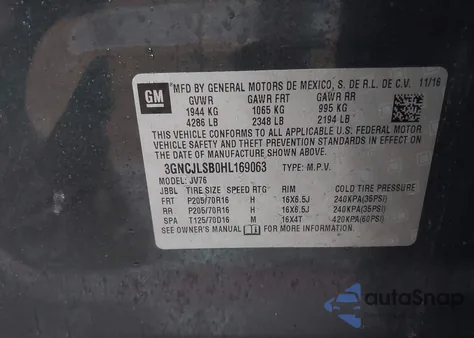 GM
MFD BY GENERAL MOTORS DE MEXICO, S. DE R.L. DE C.V. 11/16
GVWR GAWR FRT GAWR RR
1944 KG 1065 KG 995 KG
4286 LB 2348 LB 2194 LB
THIS VEHICLE CONFORMS TO ALL APPLICABLE U.S. FEDERAL MOTOR
VEHICLE SAFETY AND THEFT PREVENTION STANDARDS IN EFFECT ON
THE DATE OF MANUFACTURE SHOWN ABOVE.
3GNCJLSB0HL169063 TYPE: M.P.V.
MODEL: JV76
JBBL TIRE SIZE SPEED RTG RIM COLD TIRE PRESSURE
FRT P205/70R16 H 16X6.5J 240KPA(35PSI)
RR P205/70R16 H 16X6.5J 240KPA(35PSI)
SPA T125/70D16 M 16X4T 420KPA(60PSI)
SEE OWNER'S MANUAL FOR MORE INFORMATION.
autoSnap